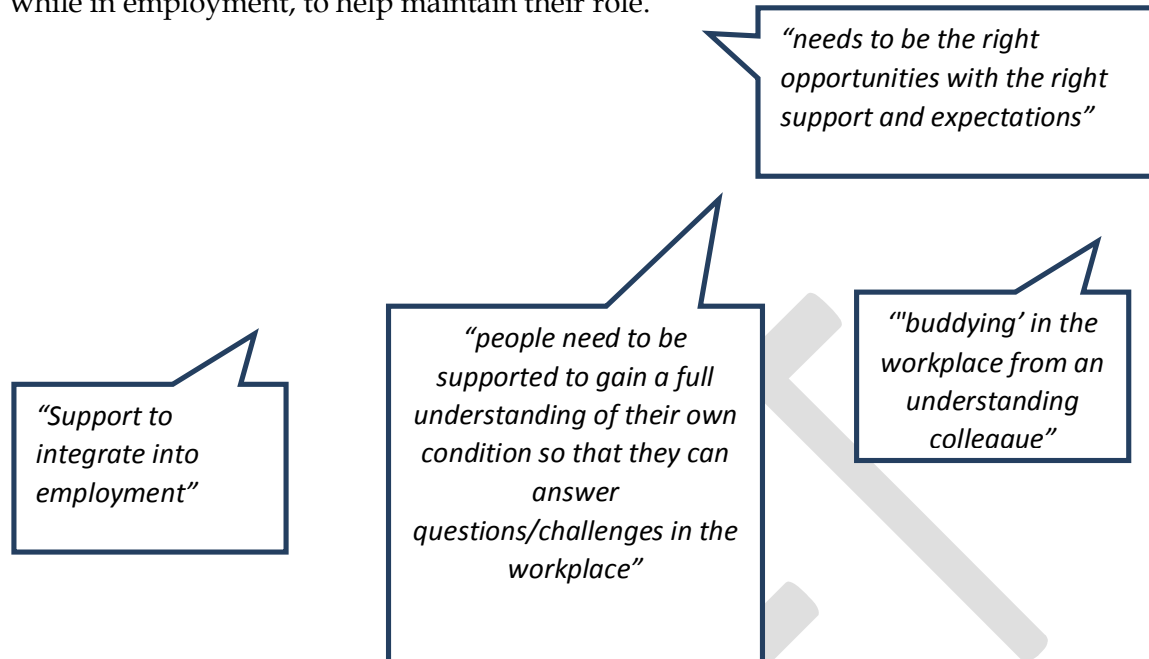 while in employment, to help maintain their role.
“needs to be the right
opportunities with the right
support and expectations”
“people need to be
supported to gain a full
understanding of their own
condition so that they can
answer
questions/challenges in the
workplace”
‘"buddying’ in the
workplace from an
understanding
colleague”
“Support to
integrate into
employment”